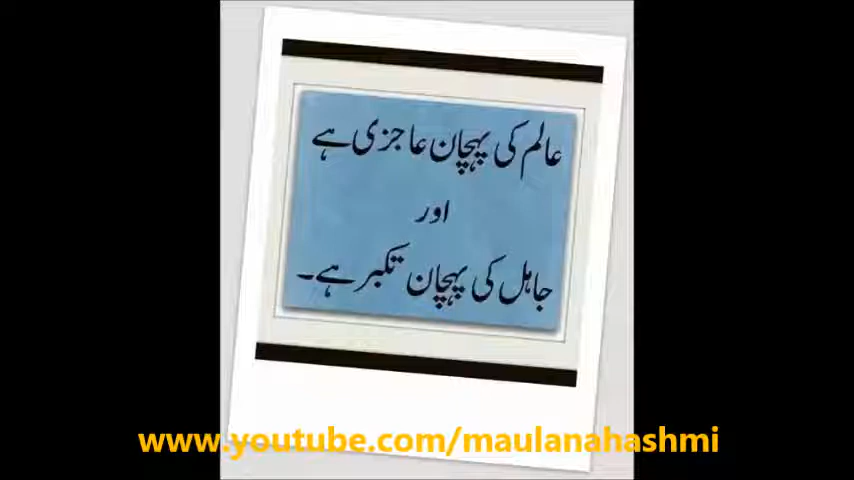 عالم کی پہچان عاجزی ہے
اور
جاہل کی پہچان تکبر ہے۔
www.youtube.com/maulanahashmi